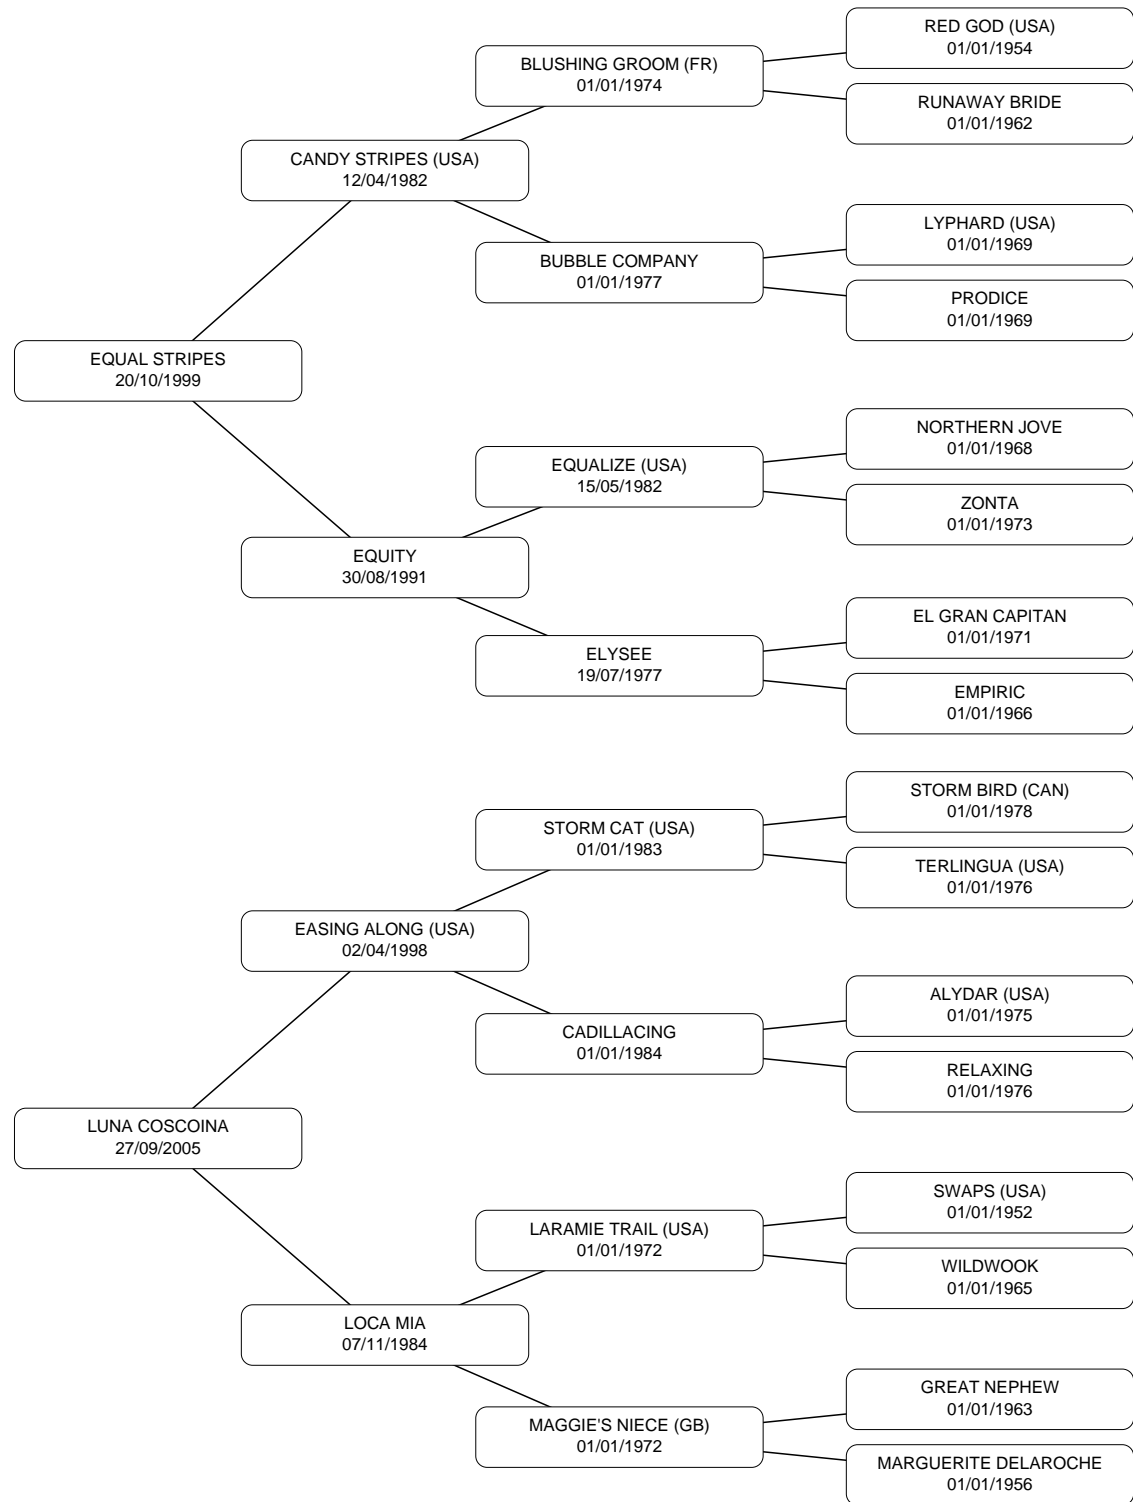 RED GOD (USA)
01/01/1954
BLUSHING GROOM (FR)
01/01/1974
RUNAWAY BRIDE
01/01/1962
CANDY STRIPES (USA)
12/04/1982
LYPHARD (USA)
01/01/1969
BUBBLE COMPANY
01/01/1977
PRODICE
01/01/1969
EQUAL STRIPES
20/10/1999
NORTHERN JOVE
01/01/1968
EQUALIZE (USA)
15/05/1982
ZONTA
01/01/1973
EQUITY
30/08/1991
EL GRAN CAPITAN
01/01/1971
ELYSEE
19/07/1977
EMPIRIC
01/01/1966
STORM BIRD (CAN)
01/01/1978
STORM CAT (USA)
01/01/1983
TERLINGUA (USA)
01/01/1976
EASING ALONG (USA)
02/04/1998
ALYDAR (USA)
01/01/1975
CADILLACING
01/01/1984
RELAXING
01/01/1976
LUNA COSCOINA
27/09/2005
SWAPS (USA)
01/01/1952
LARAMIE TRAIL (USA)
01/01/1972
WILDWOOK
01/01/1965
LOCA MIA
07/11/1984
GREAT NEPHEW
01/01/1963
MAGGIE'S NIECE (GB)
01/01/1972
MARGUERITE DELAROCHE
01/01/1956